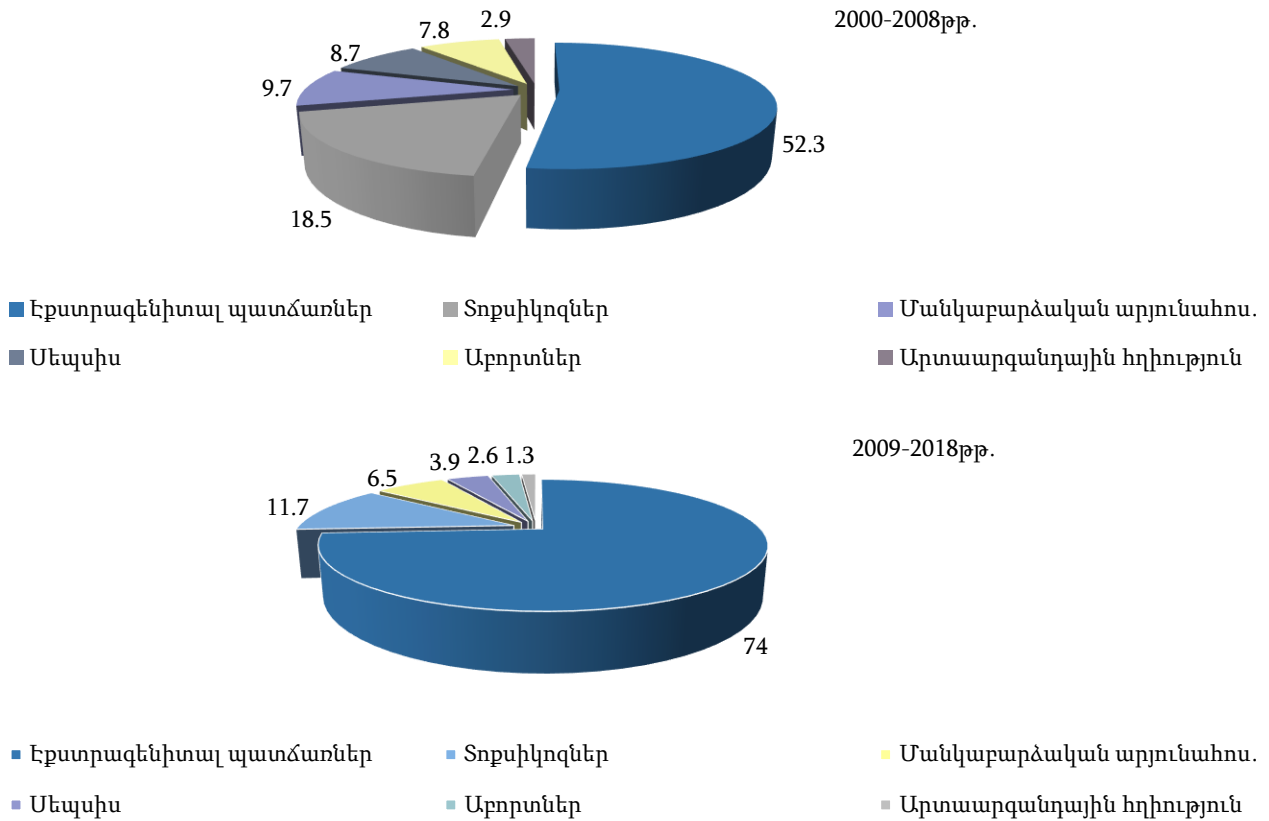 2000-2008թթ.
2.9
7.8
8.7
9.7
52.3
18.5
Էքստրագենիտալ պատճառներ
Տոքսիկոզներ
Մանկաբարձական արյունահոս.
Սեպսիս
Աբորտներ
Արտաարգանդային հղիություն
2009-2018թթ.
3.9 2.6 1.3
6.5
11.7
74
Էքստրագենիտալ պատճառներ
Տոքսիկոզներ
Մանկաբարձական արյունահոս.
Սեպսիս
Աբորտներ
Արտաարգանդային հղիություն